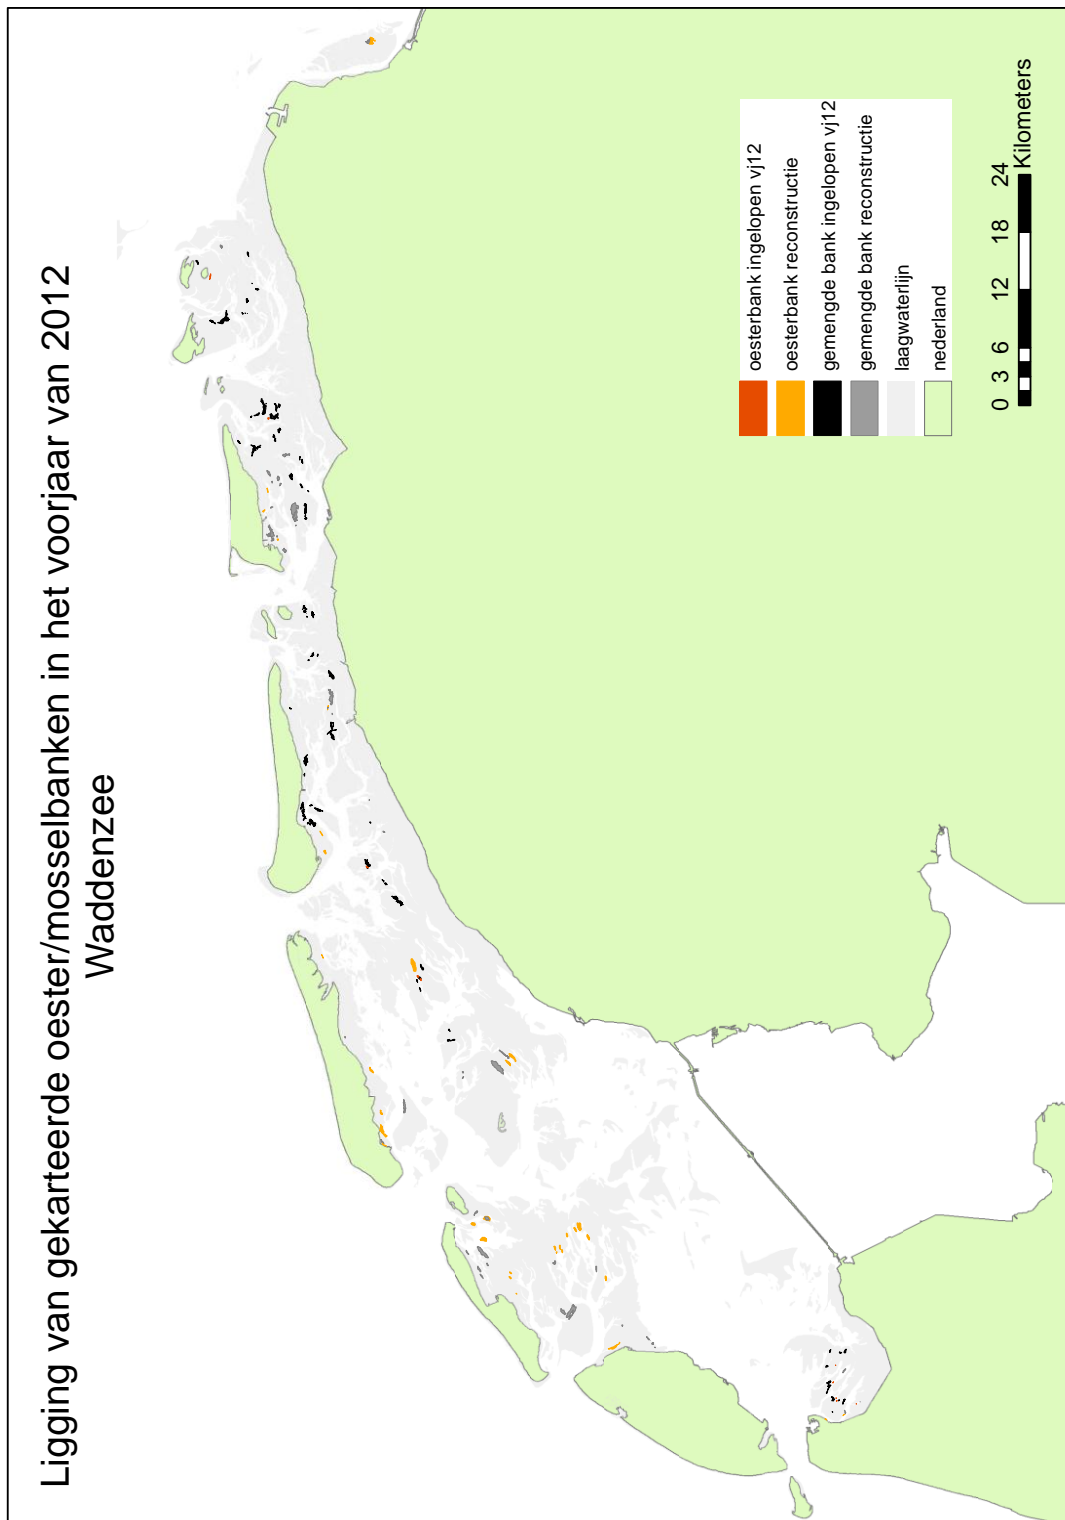 Ligging van gekarteerde oester/mosselbanken in het voorjaar van 2012
Waddenzee
oesterbank ingelopen vj12
oesterbank reconstructie
gemengde bank ingelopen vj12
gemengde bank reconstructie
laagwaterlijn
nederland
0 3 6 12 18 24
Kilometers